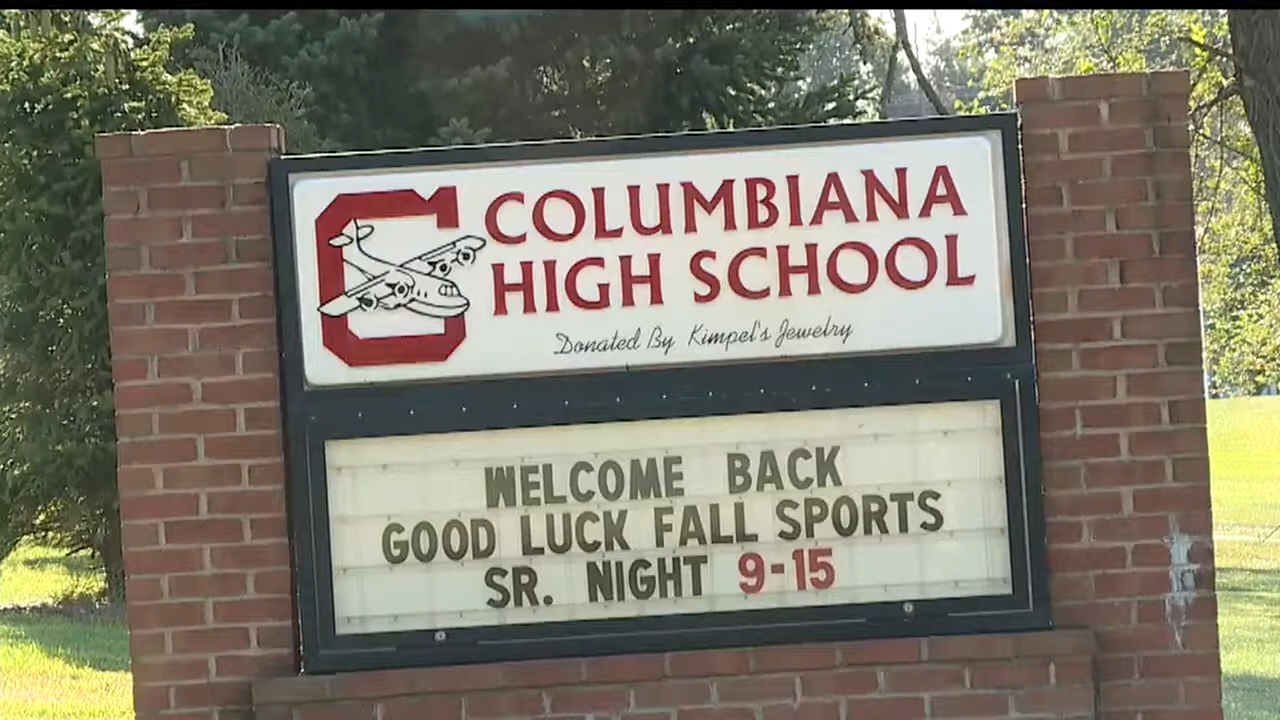 C
COLUMBIANA
HIGH SCHOOL
Donated By Kimpel's Jewelry
WELCOME BACK
GOOD LUCK FALL SPORTS
SR. NIGHT 9-15